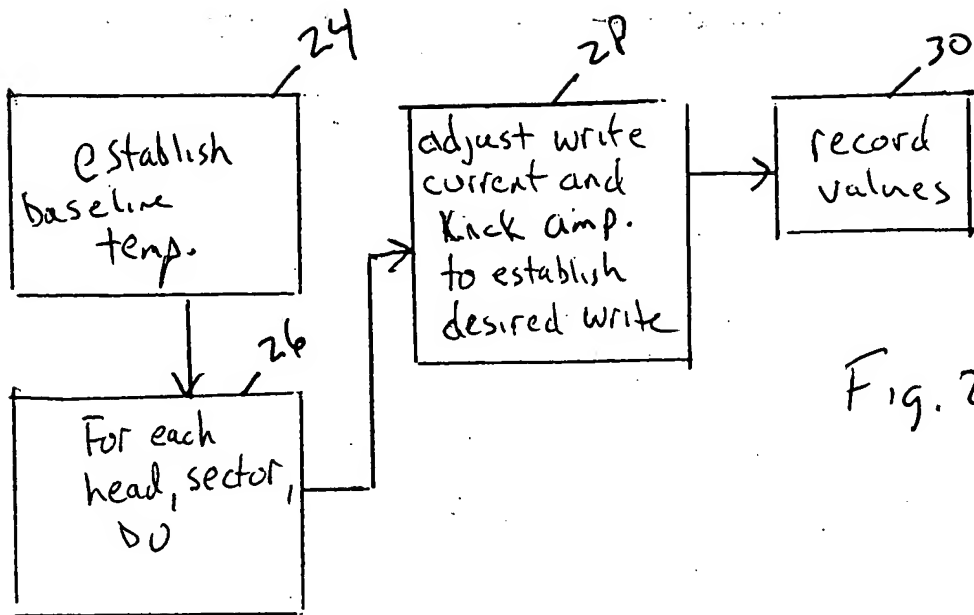 24
establish
baseline
temp.
26
For each
head, sector,
DO
28
adjust write
current and
Kick amp.
to establish
desired write
30
record
values
Fig. 2